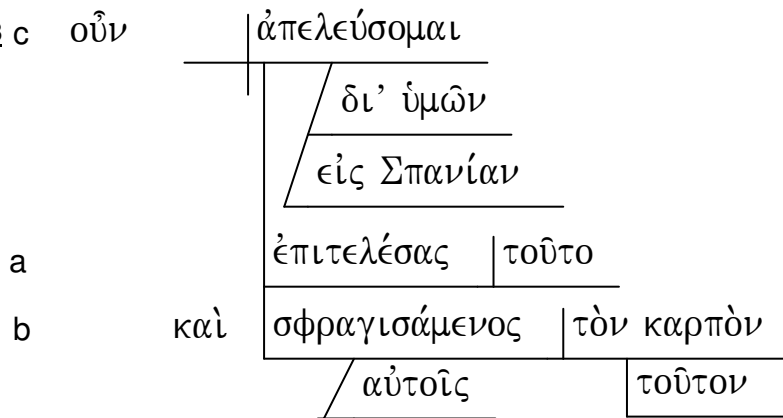 c οὖν ἀπελεύσομαι
δι’ ὑμῶν
εἰς Σπανίαν
a ἐπιτελέσας τοῦτο
b καὶ σφραγισάμενος τὸν καρπὸν
αὐτοῖς τοῦτον